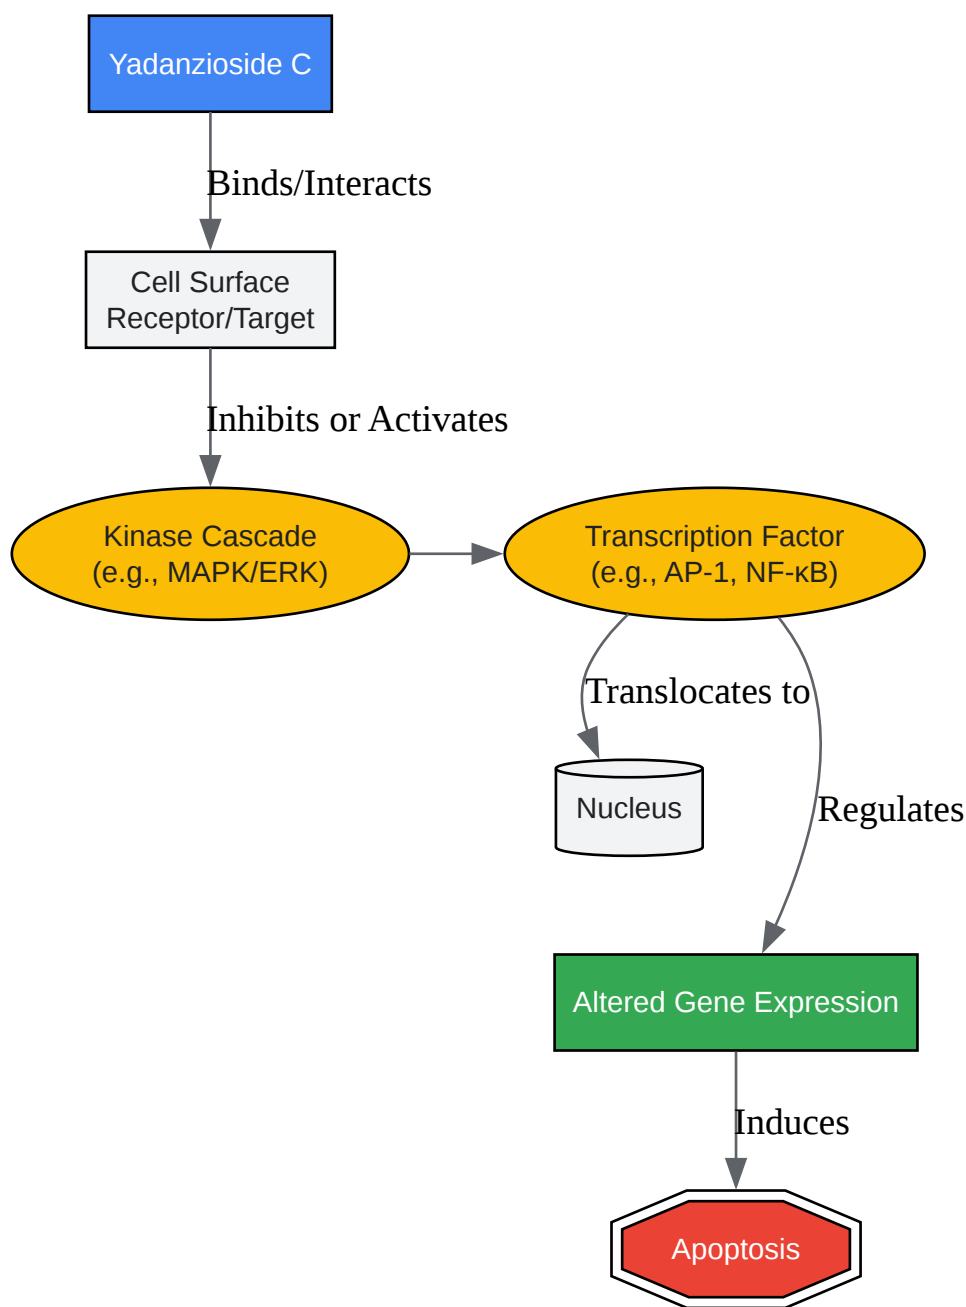 Yadanzioside C
Binds/Interacts
Cell Surface
Receptor/Target
Inhibits or Activates
Kinase Cascade
(e.g., MAPK/ERK)
Transcription Factor
(e.g., AP-1, NF-κB)
Translocates to
Nucleus
Regulates
Altered Gene Expression
Induces
Apoptosis